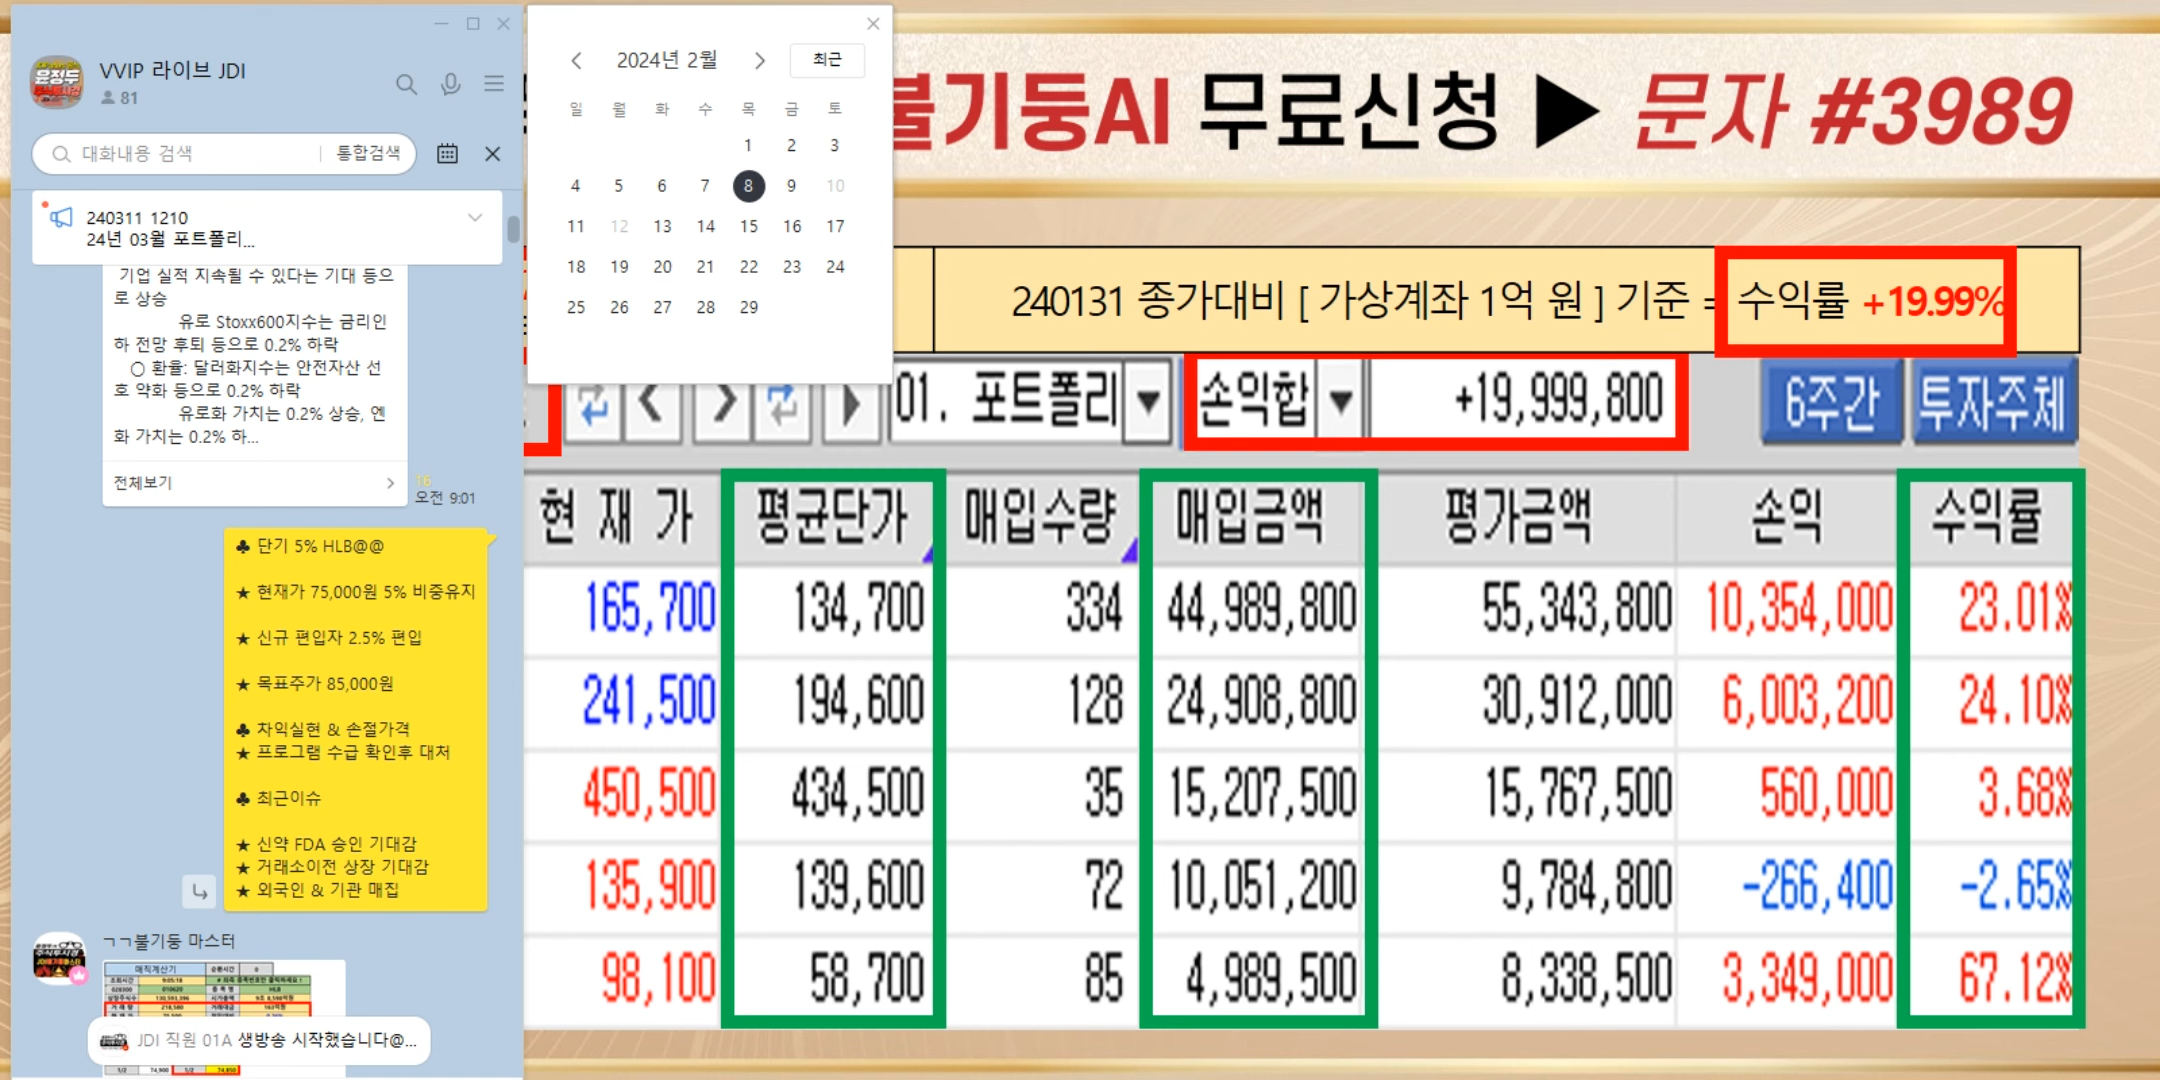 VVIP 라이브 JDI
81
대화내용 검색
통합검색
240311 1210
24년 03월 포트폴리...
기업 실적 지속될 수 있다는 기대 등으
로 상승
유로 Stoxx600지수는 금리인
하 전망 후퇴 등으로 0.2% 하락
○ 환율: 달러화지수는 안전자산 선
호 약화 등으로 0.2% 하락
유로화 가치는 0.2% 상승, 엔
화 가치는 0.2% 하...
전체보기
16
오전 9:01
♣ 단기 5% HLB@@
★ 현재가 75,000원 5% 비중유지
★ 신규 편입자 2.5% 편입
★ 목표주가 85,000원
♣ 차익실현 & 손절가격
★ 프로그램 수급 확인후 대처
♣ 최근이슈
★ 신약 FDA 승인 기대감
★ 거래소이전 상장 기대감
★ 외국인 & 기관 매집
ㄱㄱ불기둥 마스터
매직계산기
JDI 직원 01A 생방송 시작했습니다@...
1/2 74,900 1/2 74,850
2024년 2월
최근
일 월 화 수 목 금 토
1 2 3
4 5 6 7 8 9 10
11 12 13 14 15 16 17
18 19 20 21 22 23 24
25 26 27 28 29
불기둥AI 무료신청 ▶ 문자 #3989
240131 종가대비 [ 가상계좌 1억 원 ] 기준 = 수익률 +19.99%
01. 포트폴리 손익합 +19,999,800 6주간 투자주체
현 재 가 평균단가 매입수량 매입금액 평가금액 손익 수익률
165,700 134,700 334 44,989,800 55,343,800 10,354,000 23.01%
241,500 194,600 128 24,908,800 30,912,000 6,003,200 24.10%
450,500 434,500 35 15,207,500 15,767,500 560,000 3.68%
135,900 139,600 72 10,051,200 9,784,800 -266,400 -2.65%
98,100 58,700 85 4,989,500 8,338,500 3,349,000 67.12%